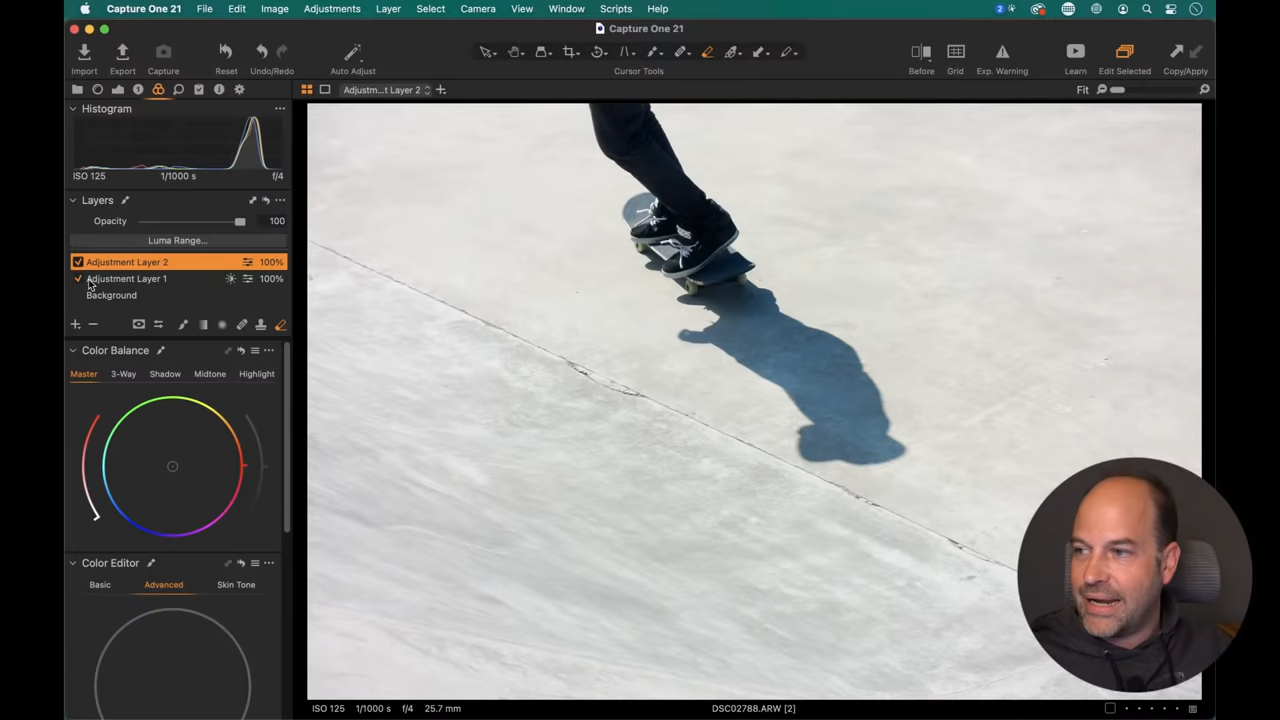 Capture One 21 File Edit Image Adjustments Layer Select Camera View Window Scripts Help 2
Capture One 21
Import Export Capture Reset Undo/Redo Auto Adjust Cursor Tools Before Grid Exp. Warning Learn Edit Selected Copy/Apply
Adjustm...t Layer 2 Fit
Histogram
ISO 125 1/1000 s f/4
Layers
Opacity 100
Luma Range...
Adjustment Layer 2 100%
Adjustment Layer 1 100%
Background
Color Balance
Master 3-Way Shadow Midtone Highlight
Color Editor
Basic Advanced Skin Tone
ISO 125 1/1000 s f/4 25.7 mm DSC02788.ARW [2]